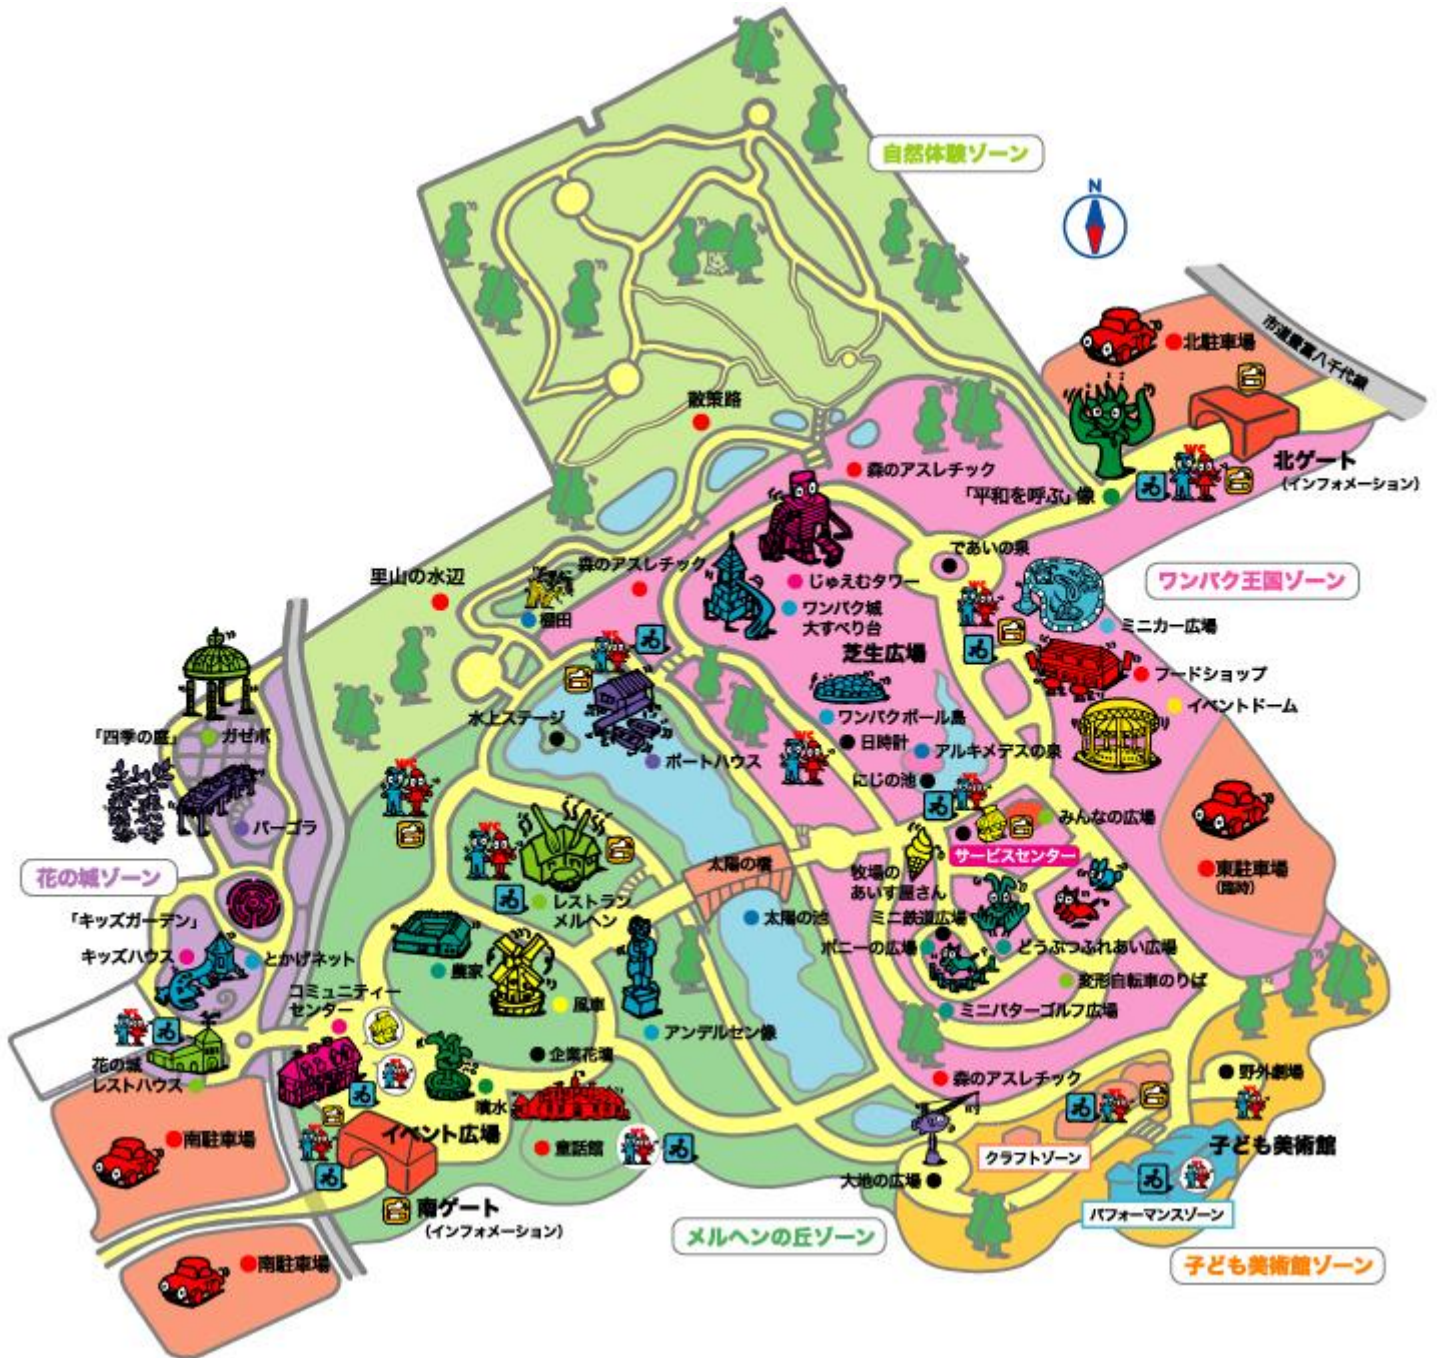 自然体験ゾーン
N
市道豊富八千代線
北駐車場
散策路
森のアスレチック
北ゲート
(インフォメーション)
「平和を呼ぶ」像
であいの泉
森のアスレチック
里山の水辺
じゅえむタワー
ワンパク王国ゾーン
ワンパク城
大すべり台
棚田
ミニカー広場
芝生広場
フードショップ
イベントドーム
水上ステージ
ワンパクボール島
「四季の庭」
ガゼボ
日時計
アルキメデスの泉
ボートハウス
にじの池
パーゴラ
みんなの広場
サービスセンター
太陽の橋
花の城ゾーン
牧場の
あいす屋さん
東駐車場
(臨時)
レストラン
メルヘン
「キッズガーデン」
太陽の池
ミニ鉄道広場
キッズハウス
とかげネット
農家
ポニーの広場
どうぶつふれあい広場
変形自転車のりば
コミュニティー
センター
風車
ミニパターゴルフ広場
アンデルセン像
企業花壇
花の城
レストハウス
森のアスレチック
野外劇場
噴水
イベント広場
南駐車場
童話館
子ども美術館
クラフトゾーン
大地の広場
南ゲート
(インフォメーション)
パフォーマンスゾーン
メルヘンの丘ゾーン
南駐車場
子ども美術館ゾーン
WC
WC
WC
WC
WC
WC
WC